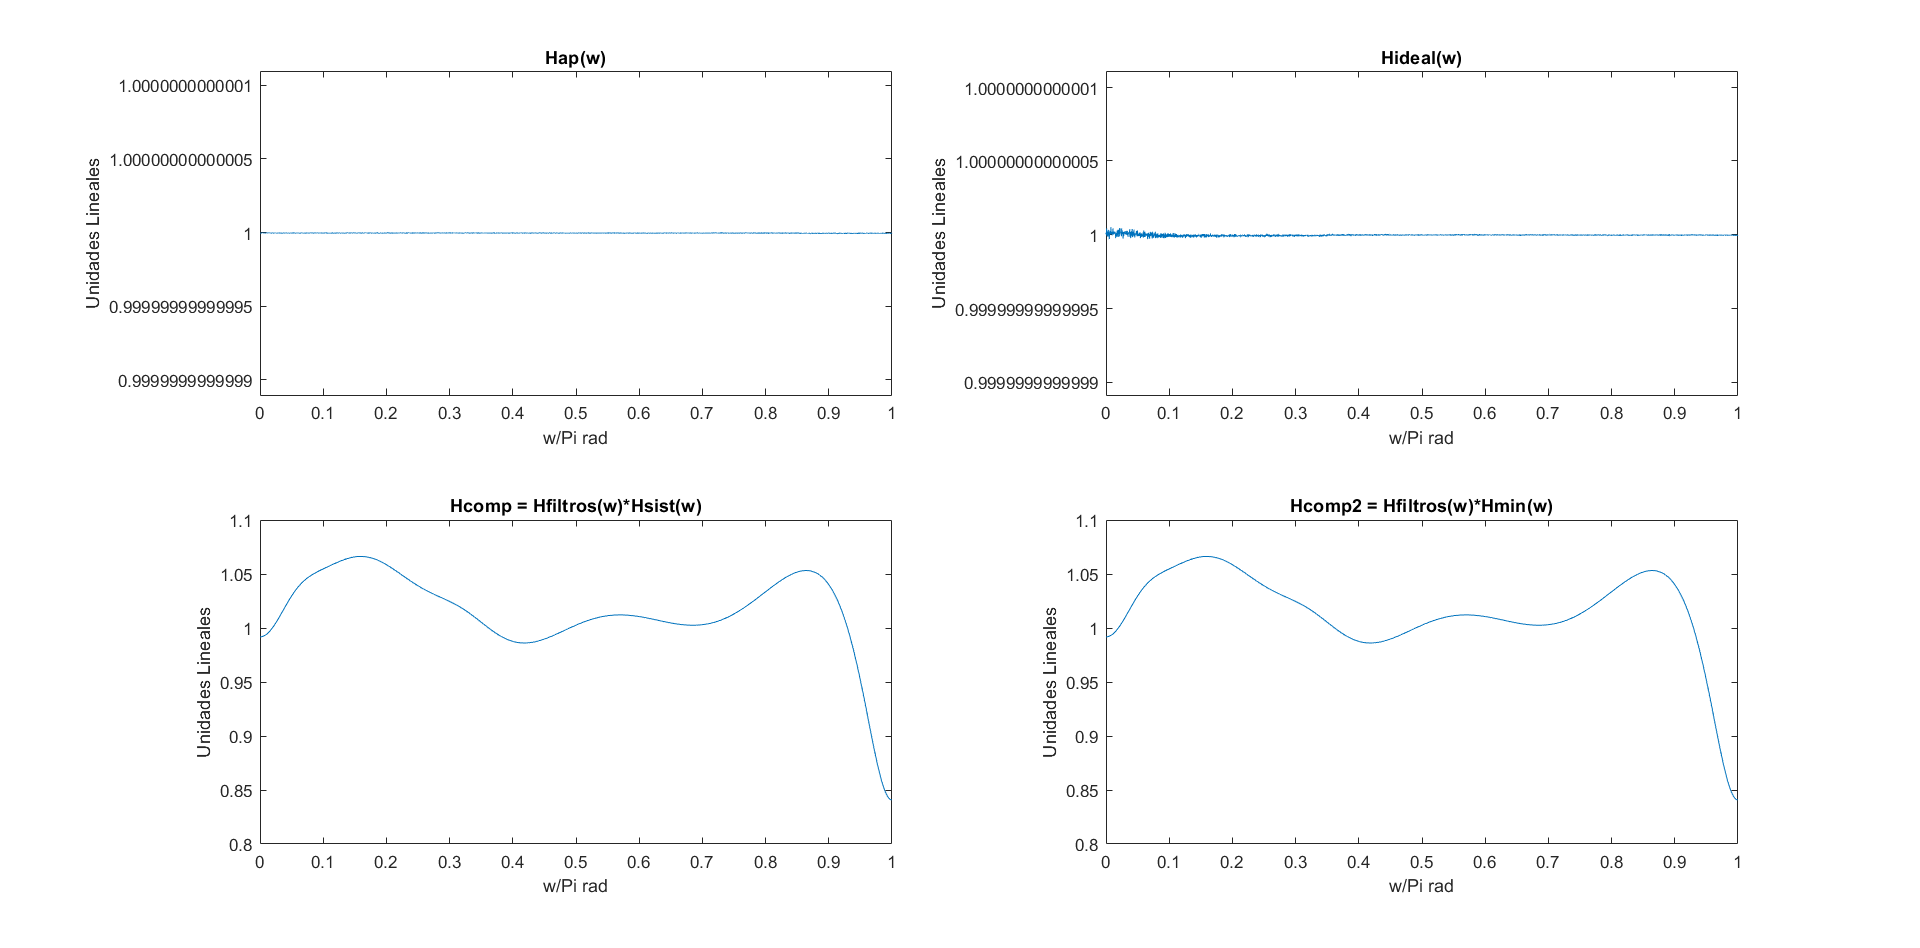 Hap(w)
1.0000000000001
1.00000000000005
1
0.99999999999995
0.9999999999999
Unidades Lineales
0 0.1 0.2 0.3 0.4 0.5 0.6 0.7 0.8 0.9 1
w/Pi rad
Hideal(w)
1.0000000000001
1.00000000000005
1
0.99999999999995
0.9999999999999
Unidades Lineales
0 0.1 0.2 0.3 0.4 0.5 0.6 0.7 0.8 0.9 1
w/Pi rad
Hcomp = Hfiltros(w)*Hsist(w)
1.1
1.05
1
0.95
0.9
0.85
0.8
Unidades Lineales
0 0.1 0.2 0.3 0.4 0.5 0.6 0.7 0.8 0.9 1
w/Pi rad
Hcomp2 = Hfiltros(w)*Hmin(w)
1.1
1.05
1
0.95
0.9
0.85
0.8
Unidades Lineales
0 0.1 0.2 0.3 0.4 0.5 0.6 0.7 0.8 0.9 1
w/Pi rad